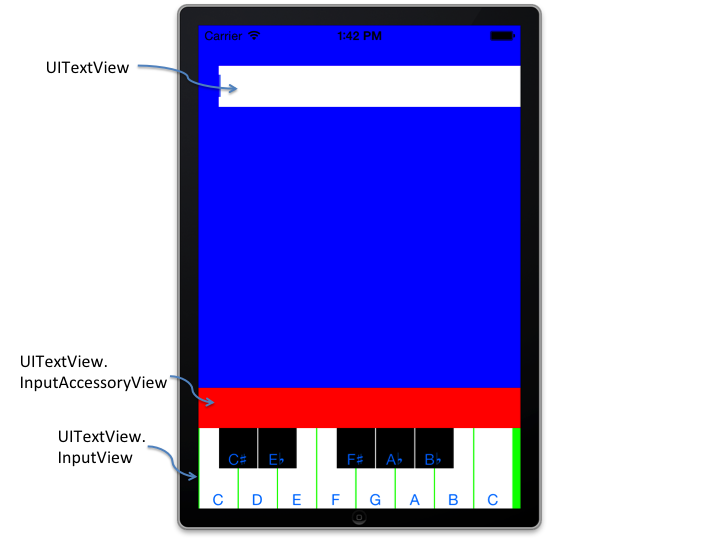 Carrier 1:42 PM
UITextView
UITextView.
InputAccessoryView
UITextView.
InputView
C♯ E♭ F♯ A♭ B♭
C D E F G A B C